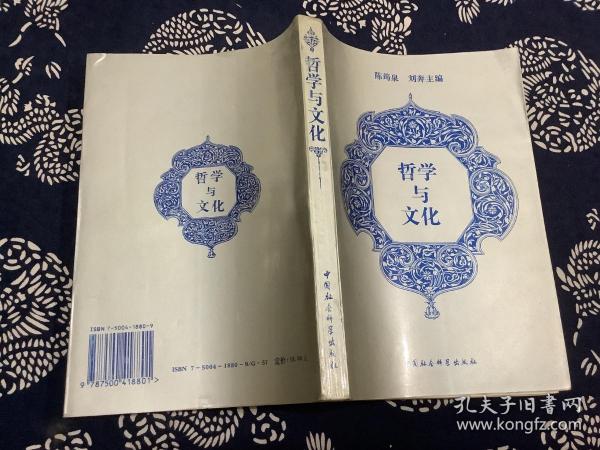 陈筠泉 刘奔主编
哲学
与
文化
中国社会科学出版社
哲学与文化
中国社会科学出版社
哲学
与
文化
ISBN 7-5004-1880-9
9 787500 418801 >
ISBN 7-5004-1880-9/G·57
孔夫子旧书网
www.kongfz.com